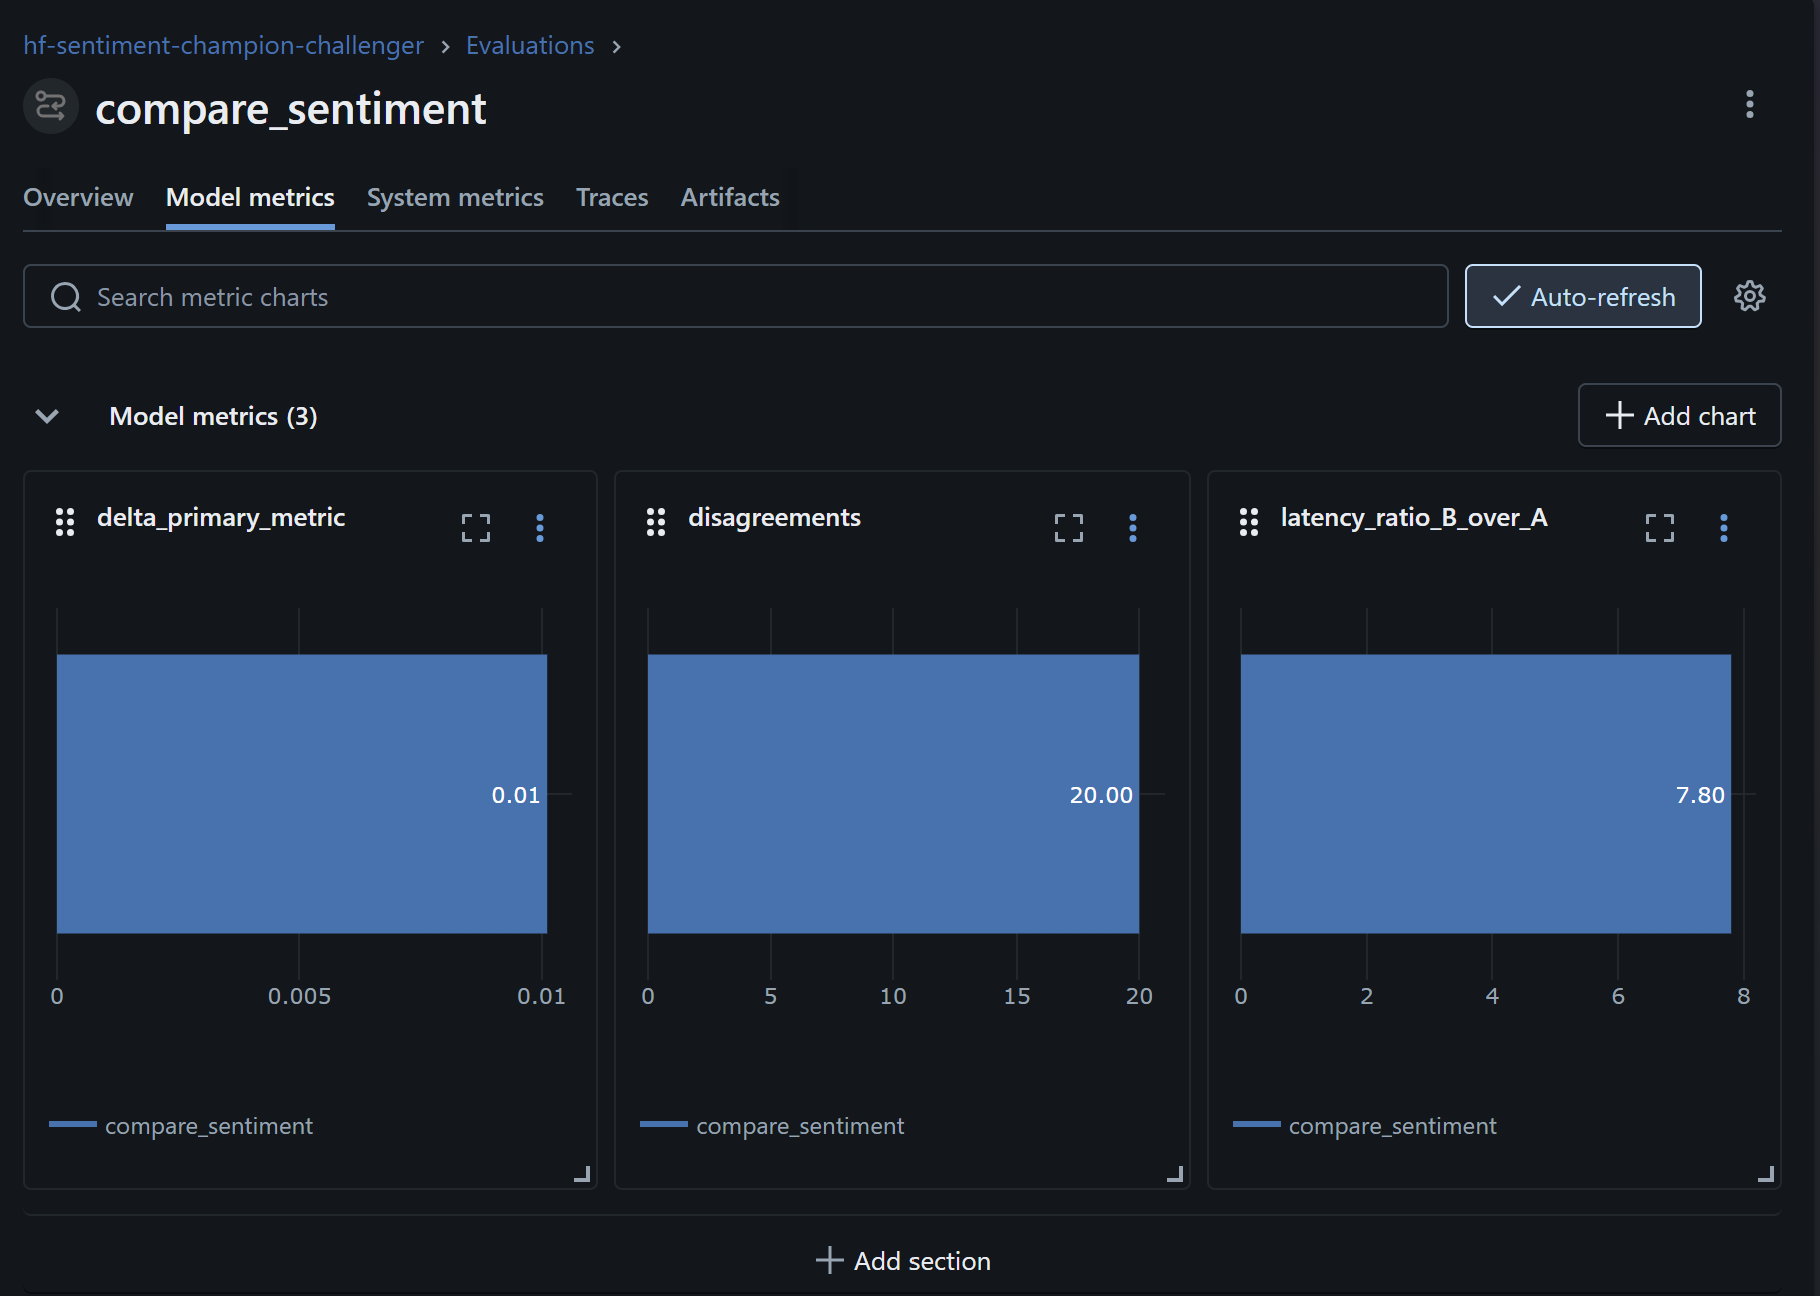 hf-sentiment-champion-challenger › Evaluations ›
compare_sentiment
Overview Model metrics System metrics Traces Artifacts
Search metric charts Auto-refresh
Model metrics (3) Add chart
delta_primary_metric
0.01
0 0.005 0.01
compare_sentiment
disagreements
20.00
0 5 10 15 20
compare_sentiment
latency_ratio_B_over_A
7.80
0 2 4 6 8
compare_sentiment
Add section